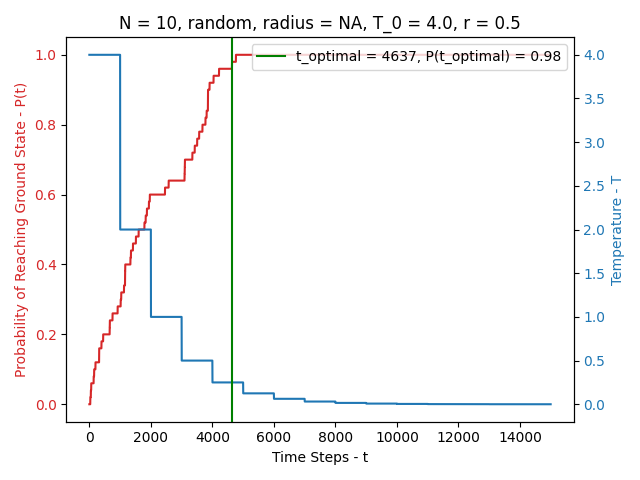 N = 10, random, radius = NA, T_0 = 4.0, r = 0.5
t_optimal = 4637, P(t_optimal) = 0.98
Probability of Reaching Ground State - P(t)
1.0
0.8
0.6
0.4
0.2
0.0
4.0
3.5
3.0
2.5
2.0
1.5
1.0
0.5
0.0
Temperature - T
0 2000 4000 6000 8000 10000 12000 14000
Time Steps - t